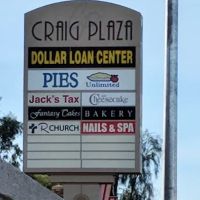 CRAIG PLAZA
DOLLAR LOAN CENTER
PIES Unlimited
Jack's Tax Cheesecake
Fantasy Cakes BAKERY
R CHURCH NAILS & SPA